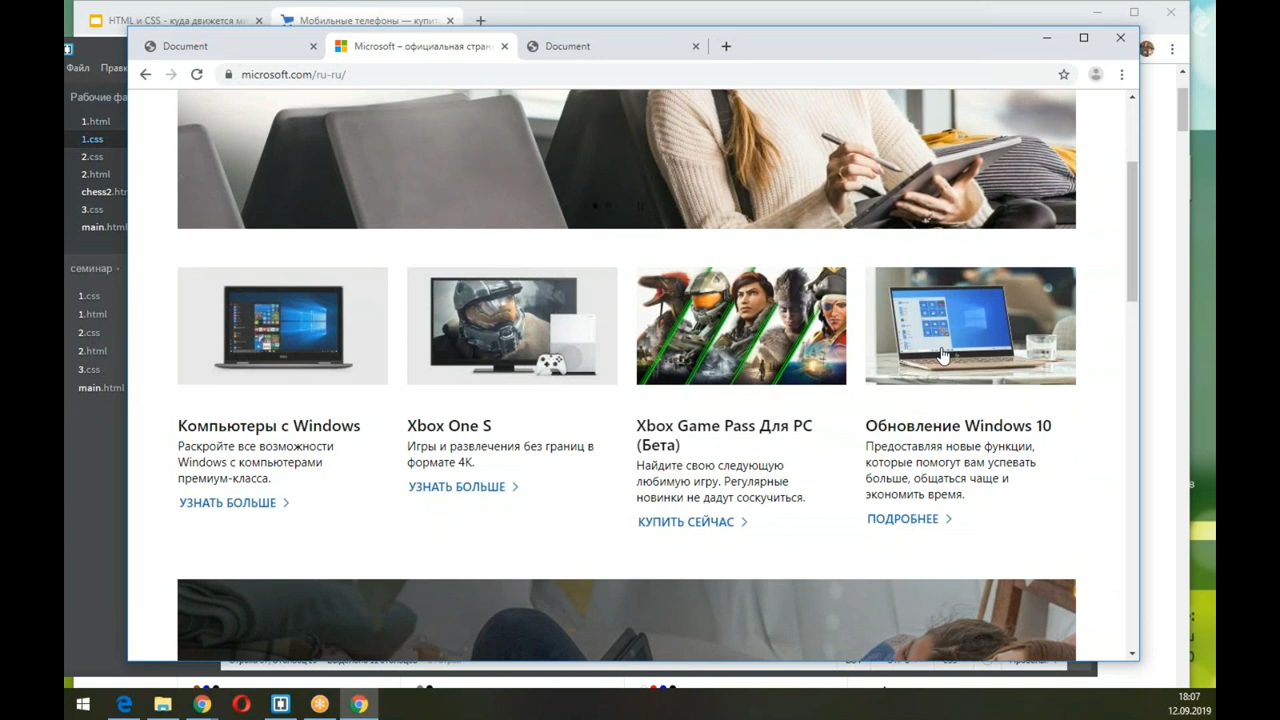 HTML и CSS - куда движется
Мобильные телефоны — купи
Document
Microsoft – официальная стран
Document
microsoft.com/ru-ru/
Файл
Правк
Рабочие фа
1.html
1.css
2.css
2.html
chess2.ht
3.css
main.html
семинар
1.css
1.html
2.css
2.html
3.css
main.html
Компьютеры с Windows
Раскройте все возможности
Windows с компьютерами
премиум-класса.
УЗНАТЬ БОЛЬШЕ
Xbox One S
Игры и развлечения без границ в
формате 4K.
УЗНАТЬ БОЛЬШЕ
Xbox Game Pass Для PC
(Бета)
Найдите свою следующую
любимую игру. Регулярные
новинки не дадут соскучиться.
КУПИТЬ СЕЙЧАС
Обновление Windows 10
Предоставляя новые функции,
которые помогут вам успевать
больше, общаться чаще и
экономить время.
ПОДРОБНЕЕ
18:07
12.09.2019